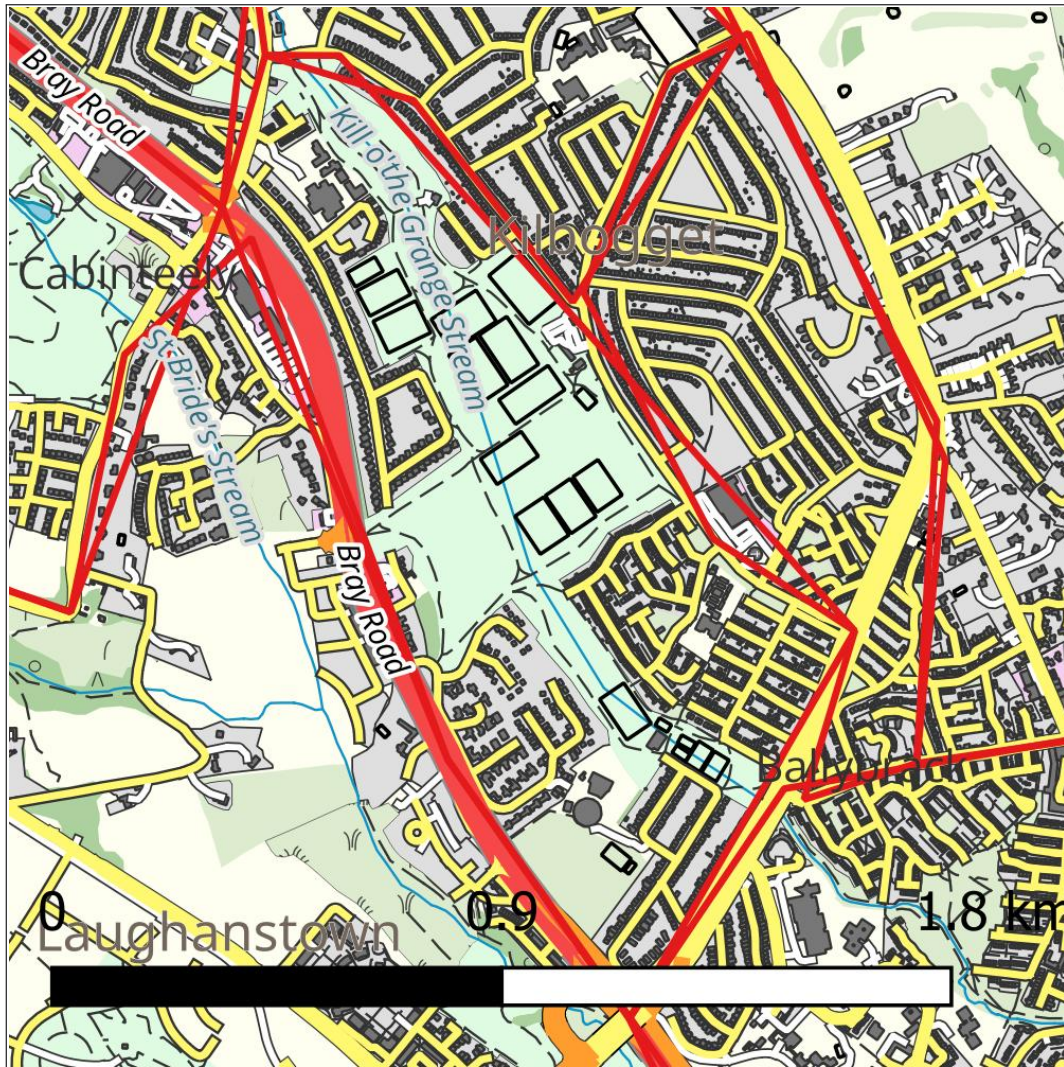 Bray Road
Kill-o'the-Grange-Stream
Kilbogget
Cabinteely
St-Bride's-Stream
Bray Road
Ballybrack
0
0.9
1.8 km
Laughanstown